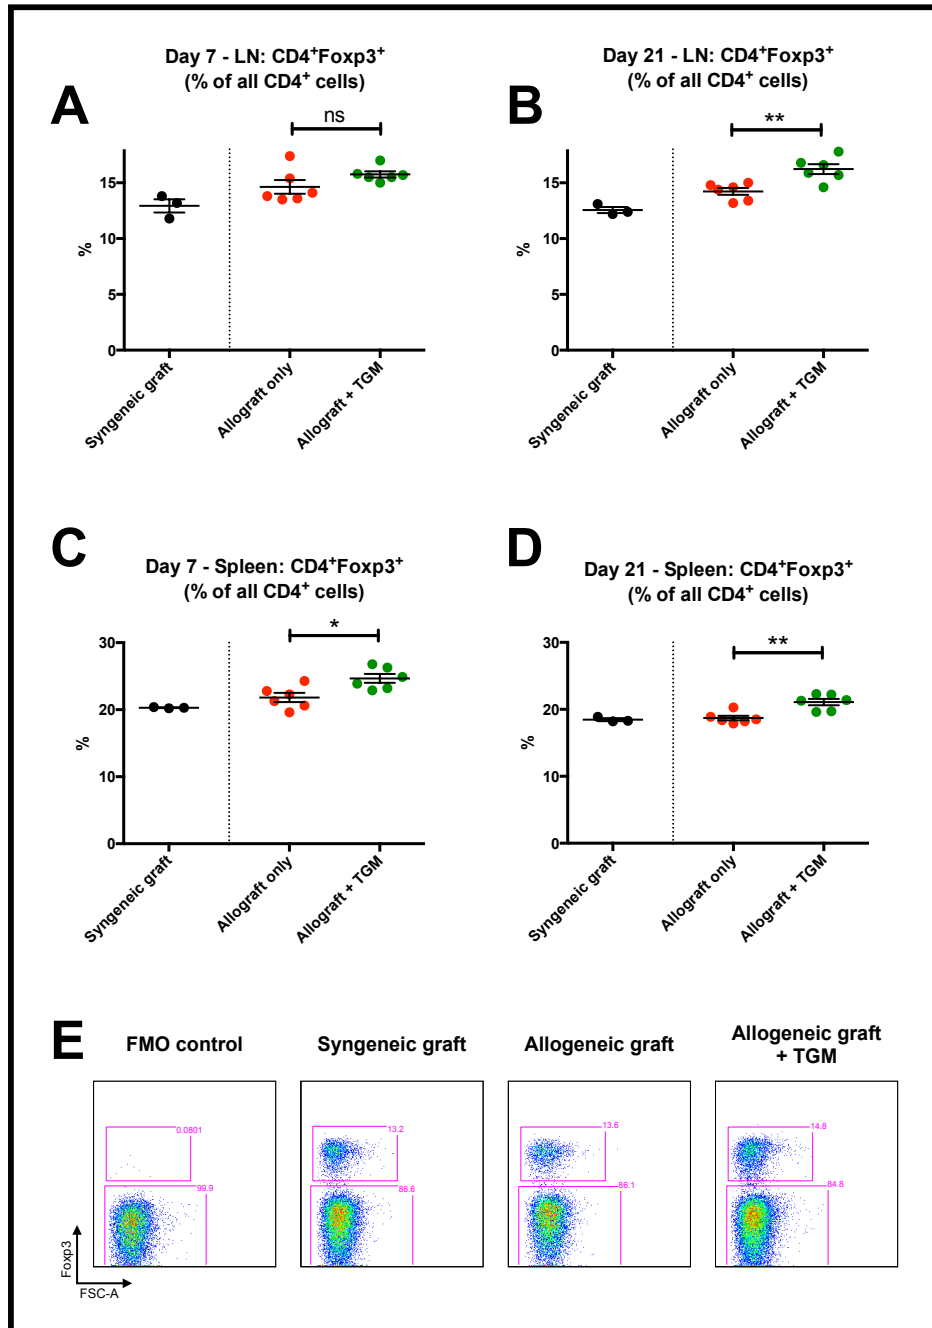 A
Day 7 - LN: CD4⁺Foxp3⁺
(% of all CD4⁺ cells)
ns
15
10
5
0
%
Syngeneic graft
Allograft only
Allograft + TGM
B
Day 21 - LN: CD4⁺Foxp3⁺
(% of all CD4⁺ cells)
**
15
10
5
0
%
Syngeneic graft
Allograft only
Allograft + TGM
C
Day 7 - Spleen: CD4⁺Foxp3⁺
(% of all CD4⁺ cells)
*
30
20
10
0
%
Syngeneic graft
Allograft only
Allograft + TGM
D
Day 21 - Spleen: CD4⁺Foxp3⁺
(% of all CD4⁺ cells)
**
30
20
10
0
%
Syngeneic graft
Allograft only
Allograft + TGM
E
FMO control
0.0801
99.9
Syngeneic graft
13.2
86.6
Allogeneic graft
13.6
86.1
Allogeneic graft
+ TGM
14.8
84.8
Foxp3
FSC-A